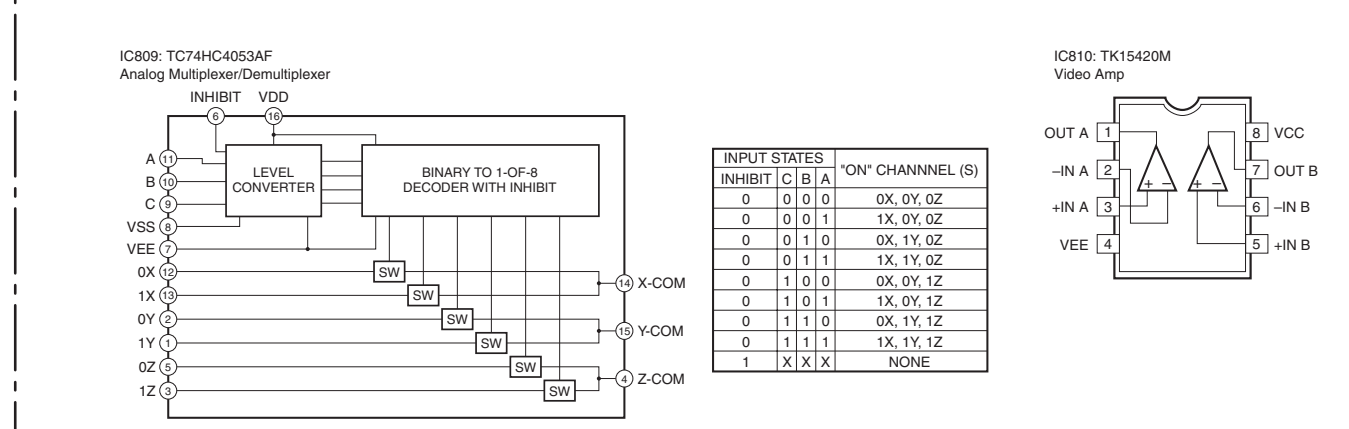 IC809: TC74HC4053AF
Analog Multiplexer/Demultiplexer
INHIBIT VDD
6 16
A 11
B 10
C 9
VSS 8
VEE 7
0X 12
1X 13
0Y 2
1Y 1
0Z 5
1Z 3
LEVEL
CONVERTER
BINARY TO 1-OF-8
DECODER WITH INHIBIT
SW
SW
SW
SW
SW
SW
14 X-COM
15 Y-COM
4 Z-COM
INPUT STATES "ON" CHANNNEL (S)
INHIBIT C B A
0 0 0 0 0X, 0Y, 0Z
0 0 0 1 1X, 0Y, 0Z
0 0 1 0 0X, 1Y, 0Z
0 0 1 1 1X, 1Y, 0Z
0 1 0 0 0X, 0Y, 1Z
0 1 0 1 1X, 0Y, 1Z
0 1 1 0 0X, 1Y, 1Z
0 1 1 1 1X, 1Y, 1Z
1 X X X NONE
IC810: TK15420M
Video Amp
OUT A 1
–IN A 2
+IN A 3
VEE 4
+ –
+ –
8 VCC
7 OUT B
6 –IN B
5 +IN B